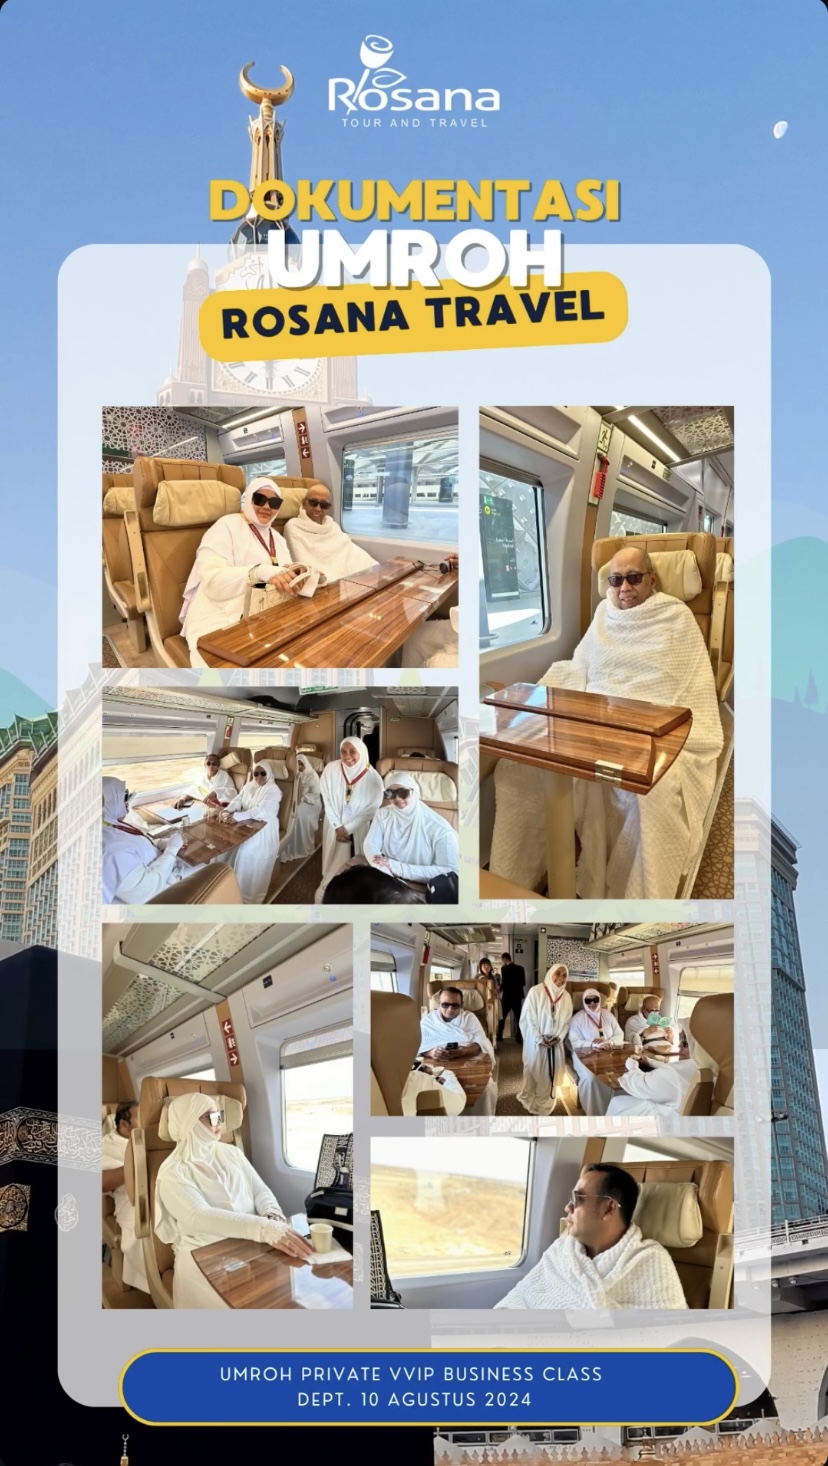 Rosana
TOUR AND TRAVEL
DOKUMENTASI
UMROH
ROSANA TRAVEL
UMROH PRIVATE VVIP BUSINESS CLASS
DEPT. 10 AGUSTUS 2024